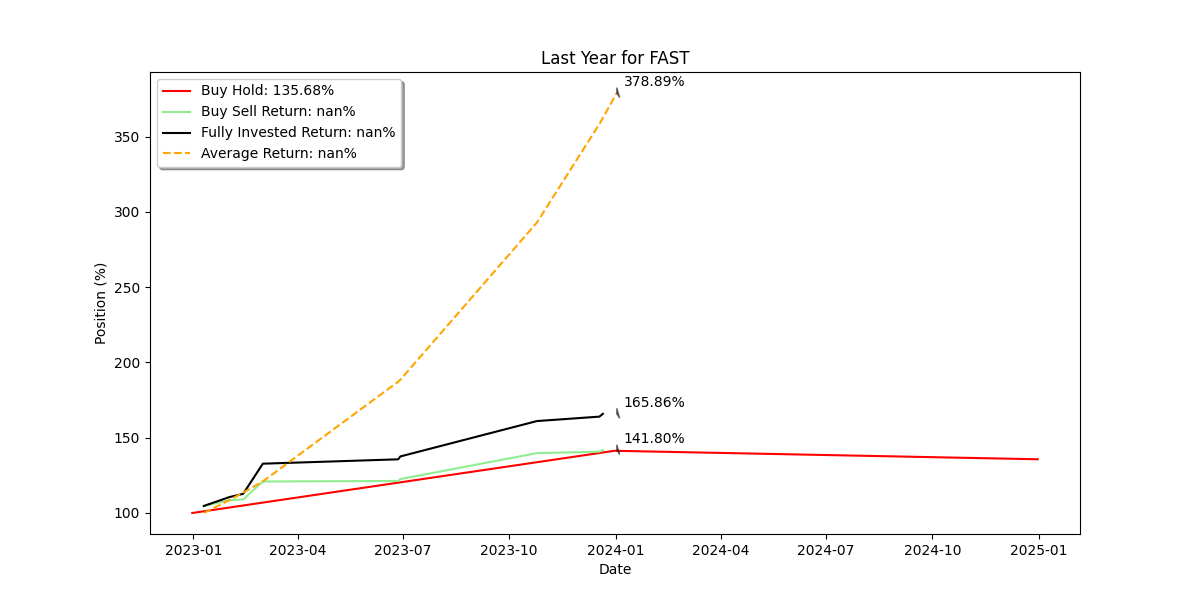 Last Year for FAST
378.89%
Buy Hold: 135.68%
Buy Sell Return: nan%
Fully Invested Return: nan%
Average Return: nan%
350
300
250
200
165.86%
150
141.80%
100
Position (%)
2023-01 2023-04 2023-07 2023-10 2024-01 2024-04 2024-07 2024-10 2025-01
Date